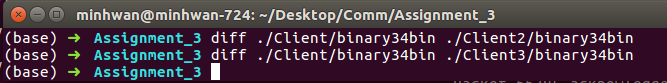 minhwan@minhwan-724: ~/Desktop/Comm/Assignment_3
(base) ➜ Assignment_3 diff ./Client/binary34bin ./Client2/binary34bin
(base) ➜ Assignment_3 diff ./Client/binary34bin ./Client3/binary34bin
(base) ➜ Assignment_3